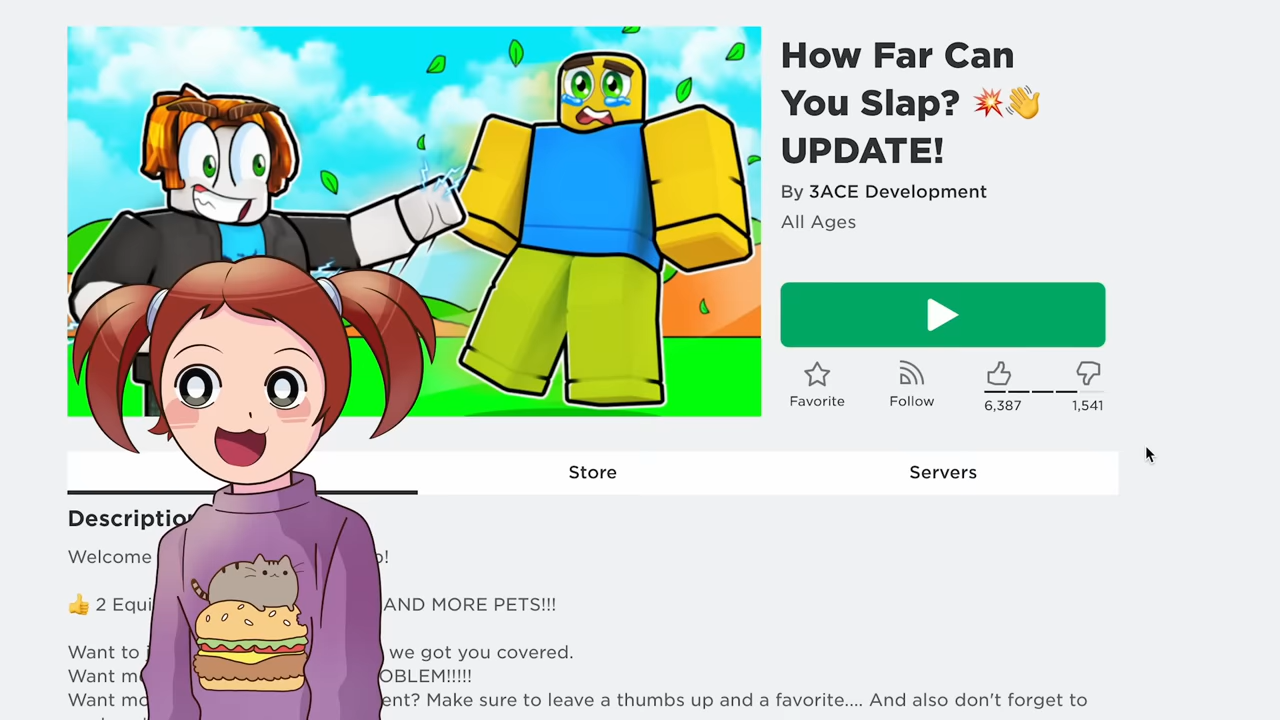 How Far Can
You Slap? 💥👋
UPDATE!
By 3ACE Development
All Ages
Favorite
Follow
6,387
1,541
Store
Servers
Description
Welcome
👍 2 Equi AND MORE PETS!!!
Want to we got you covered.
Want OBLEM!!!!!
Want ent? Make sure to leave a thumbs up and a favorite.... And also don't forget to